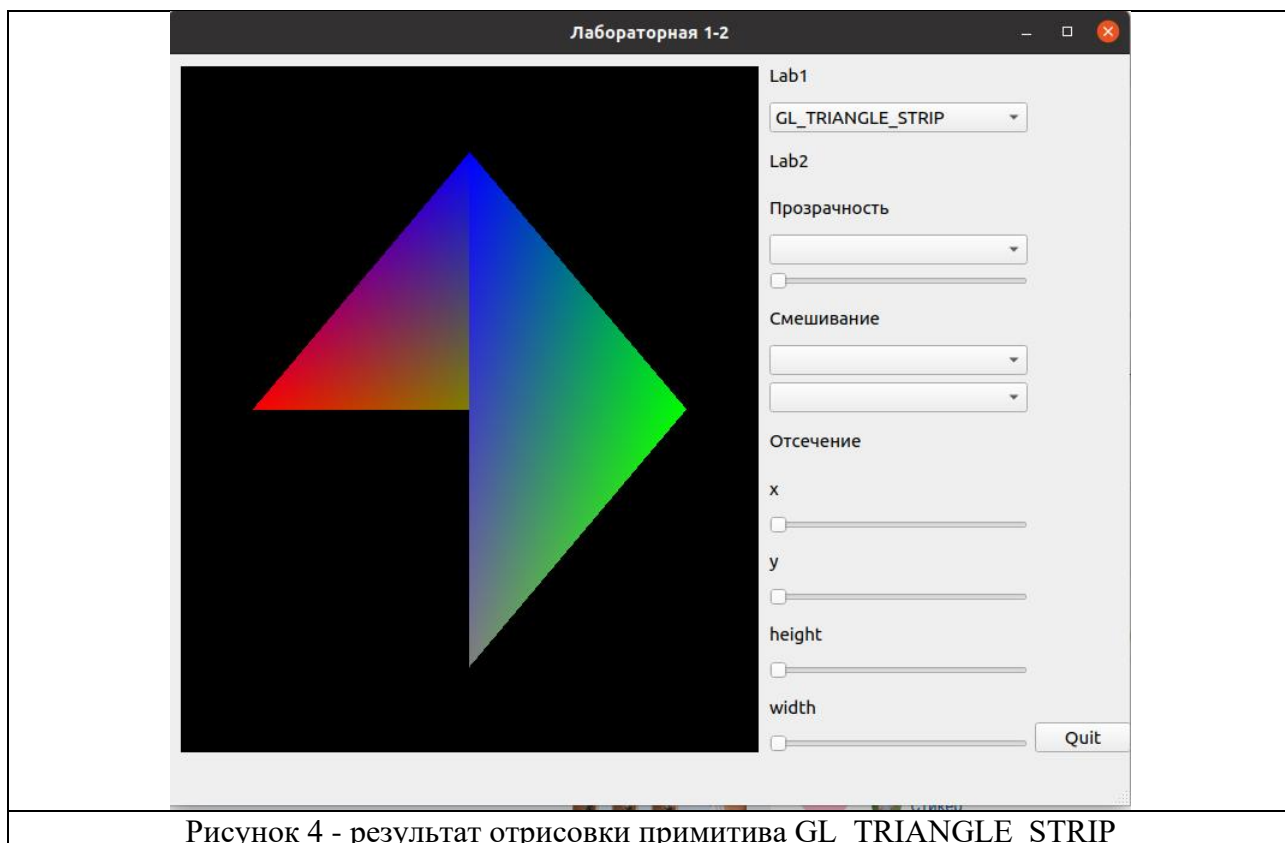 Лабораторная 1-2
Lab1
GL_TRIANGLE_STRIP
Lab2
Прозрачность
Смешивание
Отсечение
x
y
height
width
Quit
Рисунок 4 - результат отрисовки примитива GL_TRIANGLE_STRIP